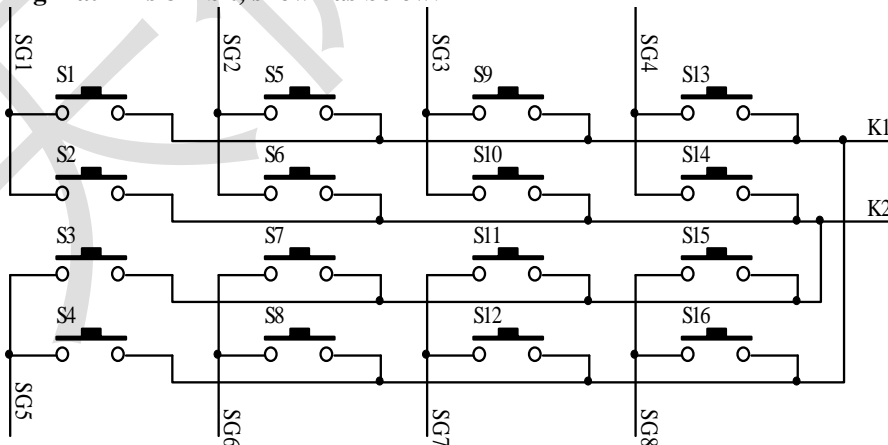 SG1 SG2 SG3 SG4
S1 S5 S9 S13
K1
S2 S6 S10 S14
K2
S3 S7 S11 S15
S4 S8 S12 S16
SG5 SG6 SG7 SG8